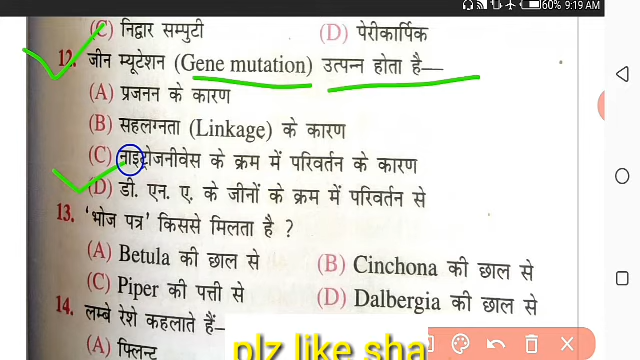 60% 9:19 AM
(C) निद्वार सम्पुटी (D) पेरीकार्पिक
12. जीन म्यूटेशन (Gene mutation) उत्पन्न होता है—
(A) प्रजनन के कारण
(B) सहलग्नता (Linkage) के कारण
(C) नाइट्रोजनीवेस के क्रम में परिवर्तन के कारण
(D) डी. एन. ए. के जीनों के क्रम में परिवर्तन से
13. 'भोज पत्र' किससे मिलता है ?
(A) Betula की छाल से (B) Cinchona की छाल से
(C) Piper की पत्ती से (D) Dalbergia की छाल से
14. लम्बे रेशे कहलाते हैं–
(A) फ्लिन्ट
plz like sha